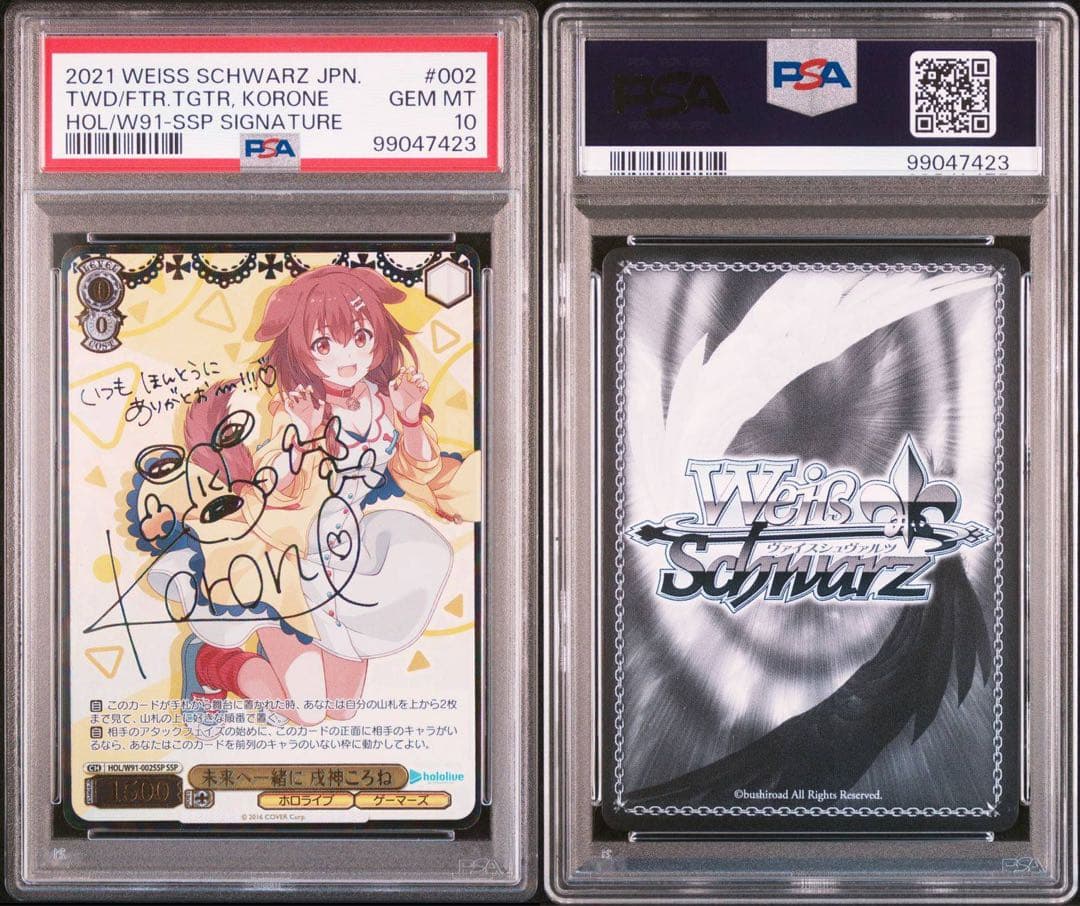 2021 WEISS SCHWARZ JPN.
#002
TWD/FTR.TGTR, KORONE
GEM MT
HOL/W91-SSP SIGNATURE
10
PSA
99047423
LEVEL
0
0
COST
いつも ほんとうに
ありがとお〜!!!♡
Korone
自 このカードが手札から舞台に置かれた時、あなたは自分の山札を上から2枚
まで見て、山札の上に好きな順番で置く。
自 相手のアタックフェイズの始めに、このカードの正面に相手のキャラがい
るなら、あなたはこのカードを前列のキャラのいない枠に動かしてよい。
CH HOL/W91-002SSP SSP
未来へ一緒に 戌神ころね
hololive
1500
ホロライブ
ゲーマーズ
© 2016 COVER Corp.
PSA
PSA
PSA
99047423
Weiß
ヴァイスシュヴァルツ
Schwarz
©bushiroad All Rights Reserved.
PSA